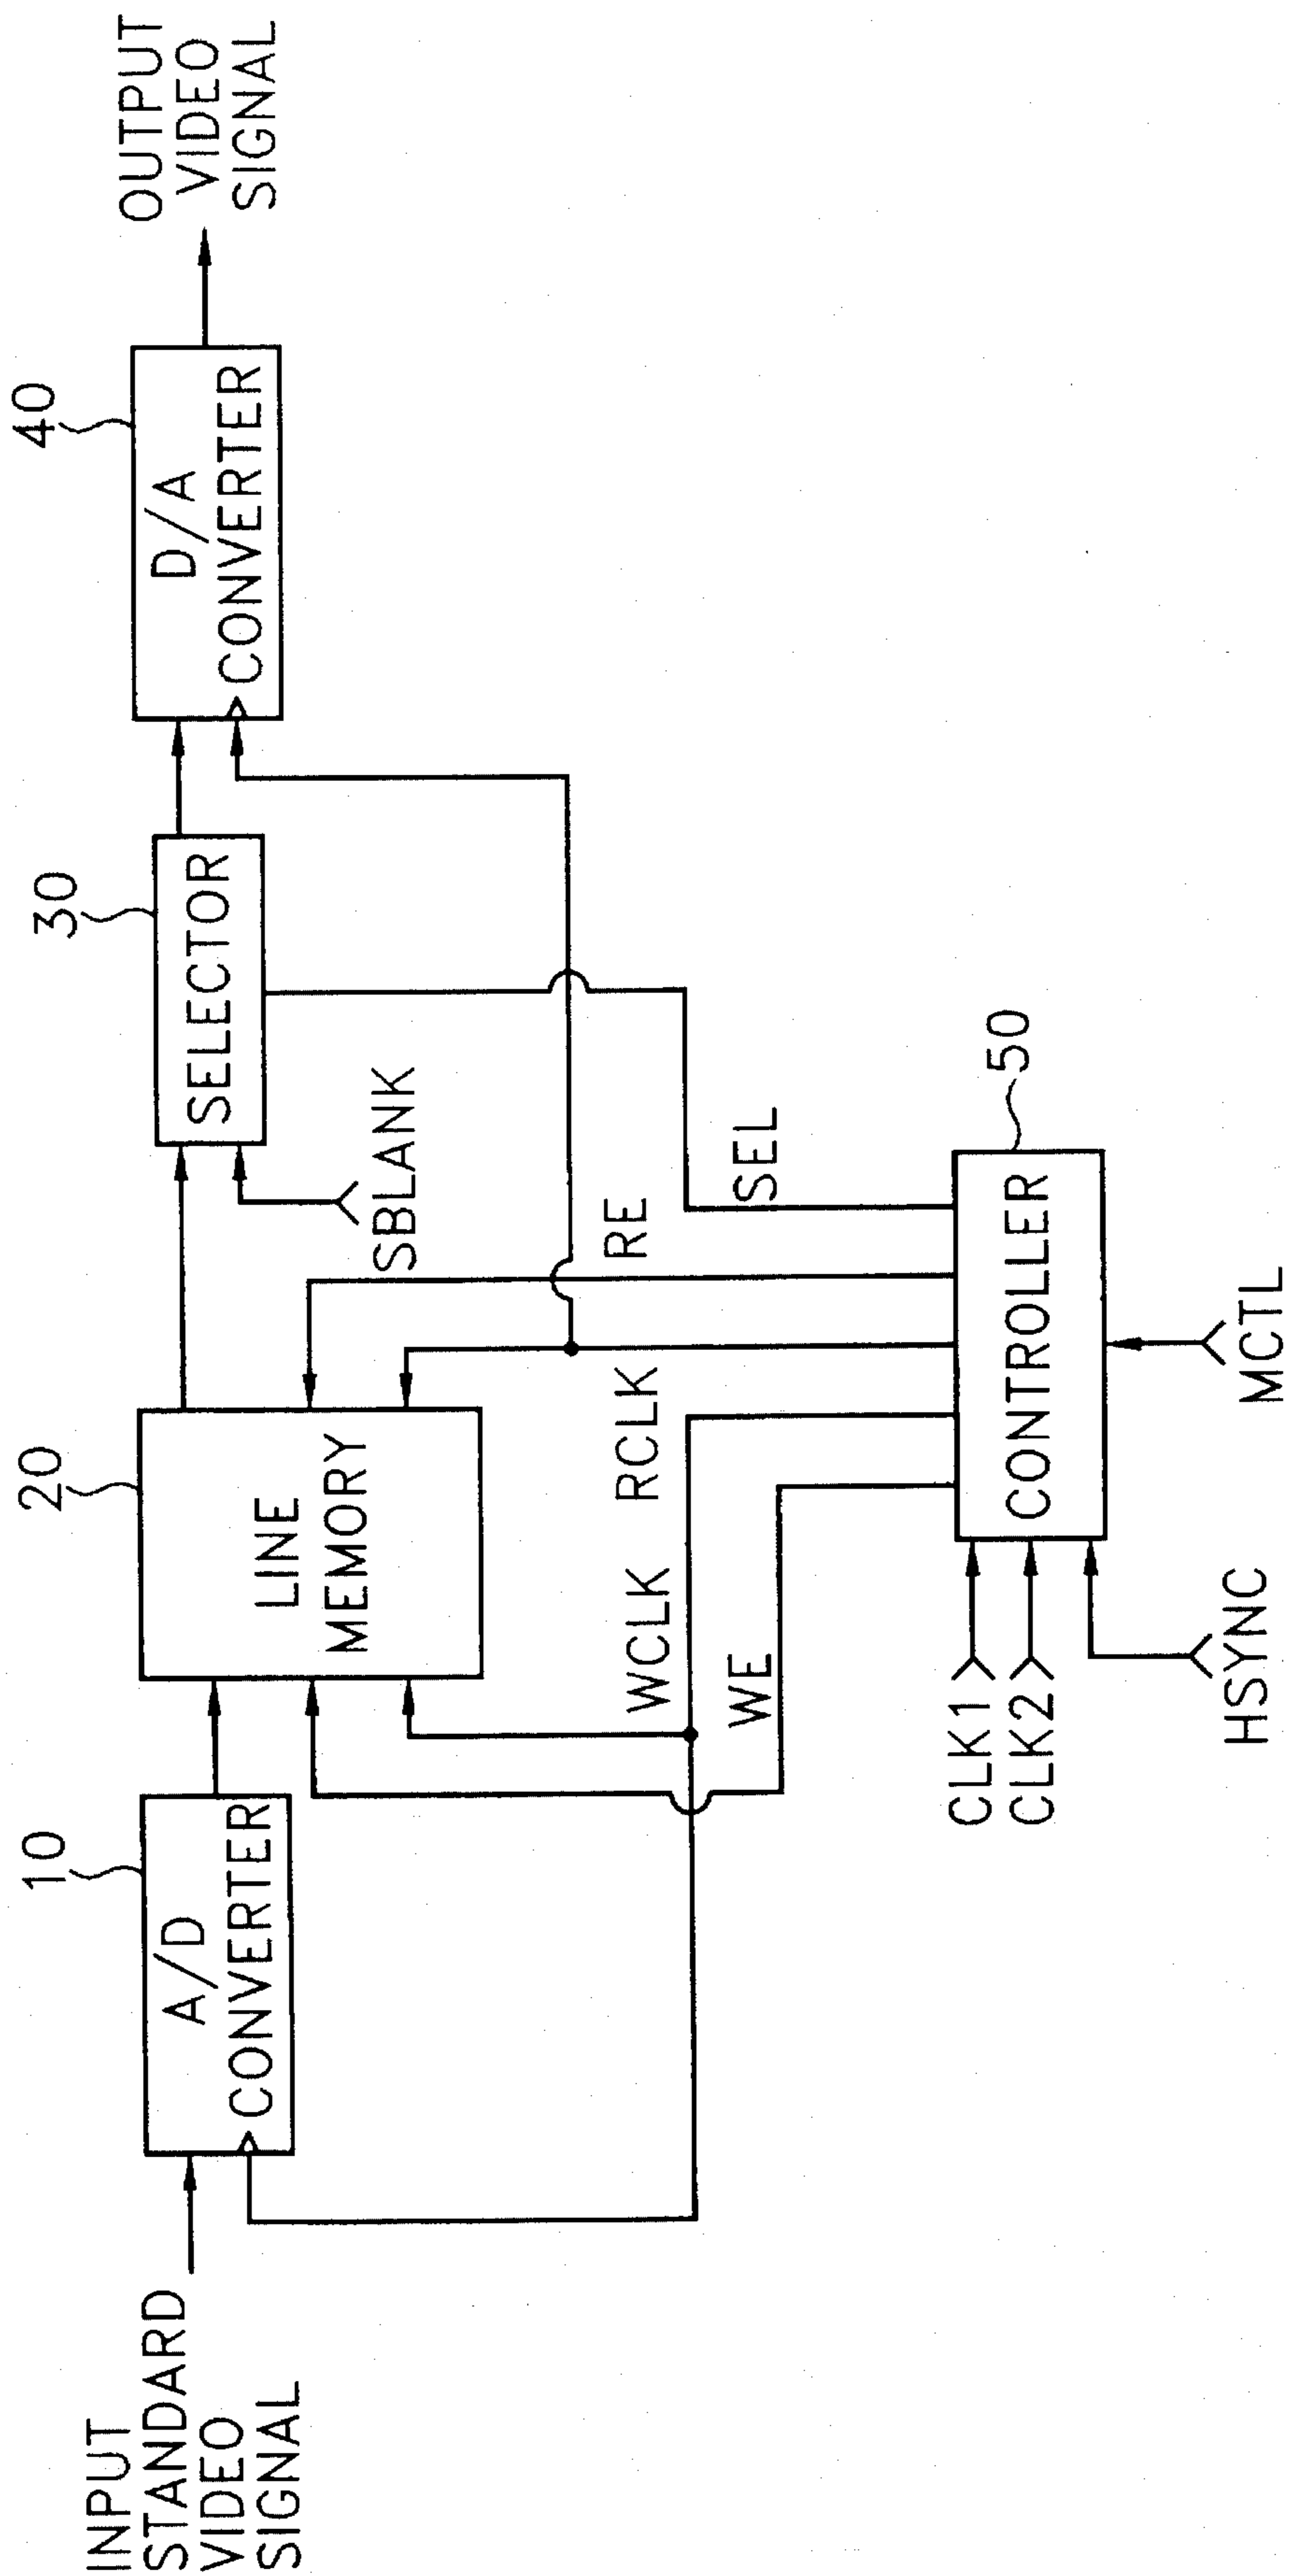 INPUT
STANDARD
VIDEO
SIGNAL
10
A/D
CONVERTER
20
LINE
MEMORY
30
SELECTOR
SBLANK
40
D/A
CONVERTER
OUTPUT
VIDEO
SIGNAL
WCLK
WE
RCLK
RE
SEL
50
CONTROLLER
CLK1
CLK2
HSYNC
MCTL